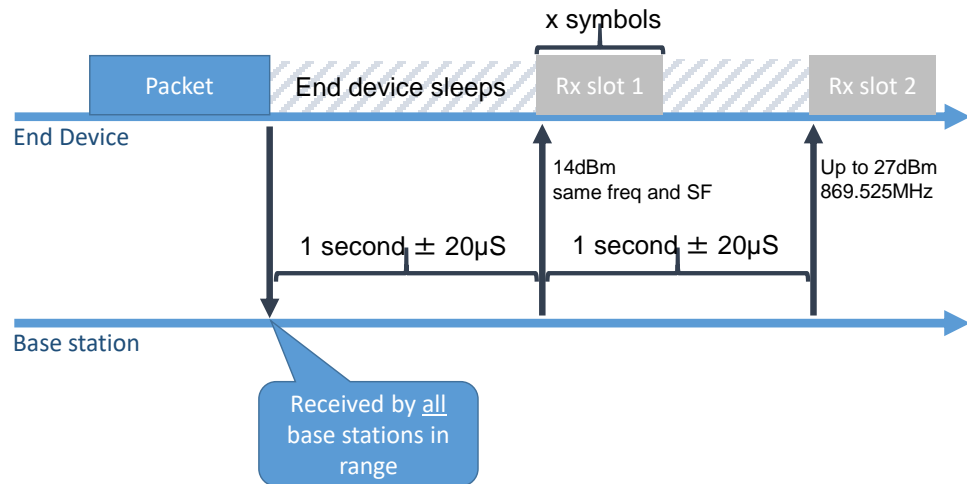 x symbols
Packet
End device sleeps
Rx slot 1
Rx slot 2
End Device
14dBm
same freq and SF
Up to 27dBm
869.525MHz
1 second ± 20µS
1 second ± 20µS
Base station
Received by all
base stations in
range